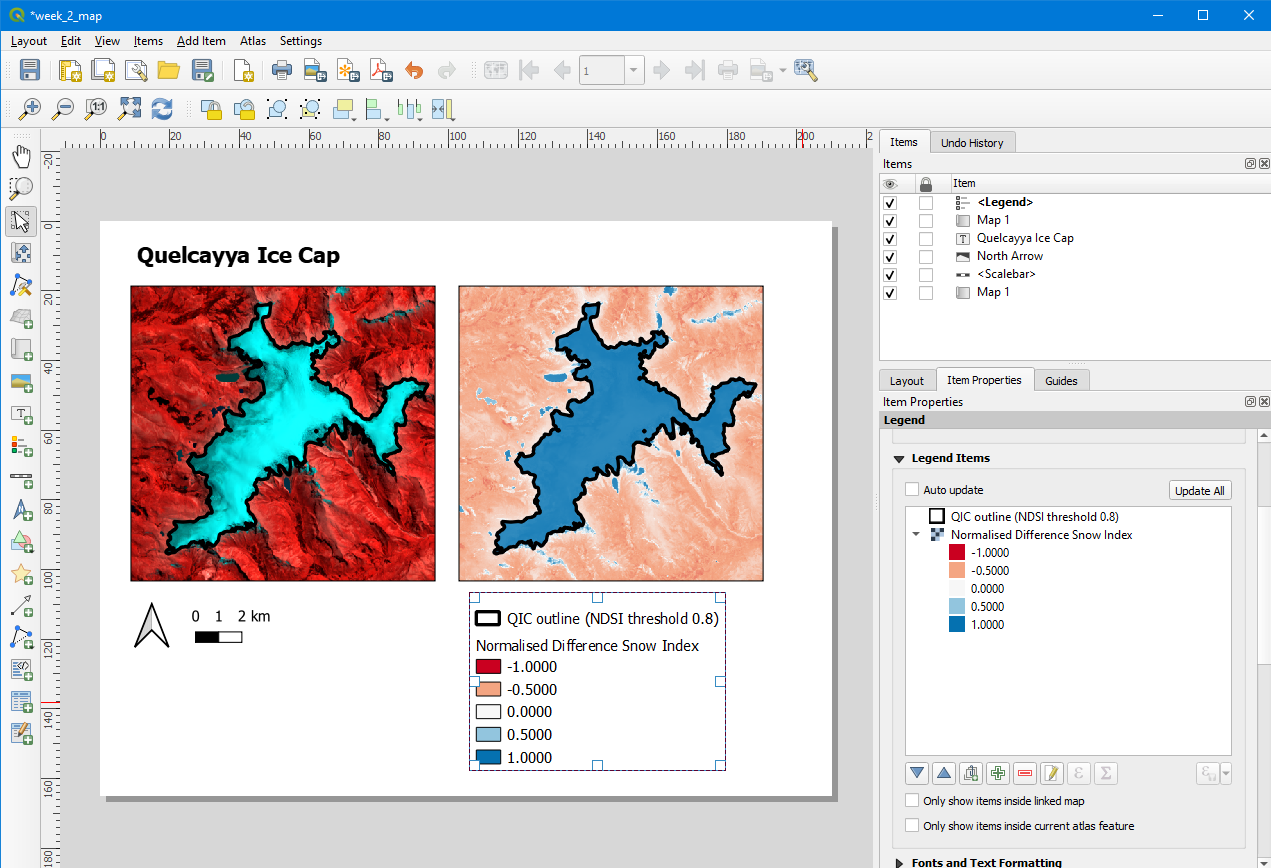 *week_2_map
Layout Edit View Items Add Item Atlas Settings
1:1
1
0 20 40 60 80 100 120 140 160 180 200 2
-20
0
20
40
60
80
100
120
140
160
180
Quelcayya Ice Cap
0 1 2 km
QIC outline (NDSI threshold 0.8)
Normalised Difference Snow Index
-1.0000
-0.5000
0.0000
0.5000
1.0000
Items Undo History
Items
Item
<Legend>
Map 1
T Quelcayya Ice Cap
North Arrow
<Scalebar>
Map 1
Layout Item Properties Guides
Item Properties
Legend
Legend Items
Auto update Update All
QIC outline (NDSI threshold 0.8)
Normalised Difference Snow Index
-1.0000
-0.5000
0.0000
0.5000
1.0000
ε Σ ε
Only show items inside linked map
Only show items inside current atlas feature
Fonts and Text Formatting